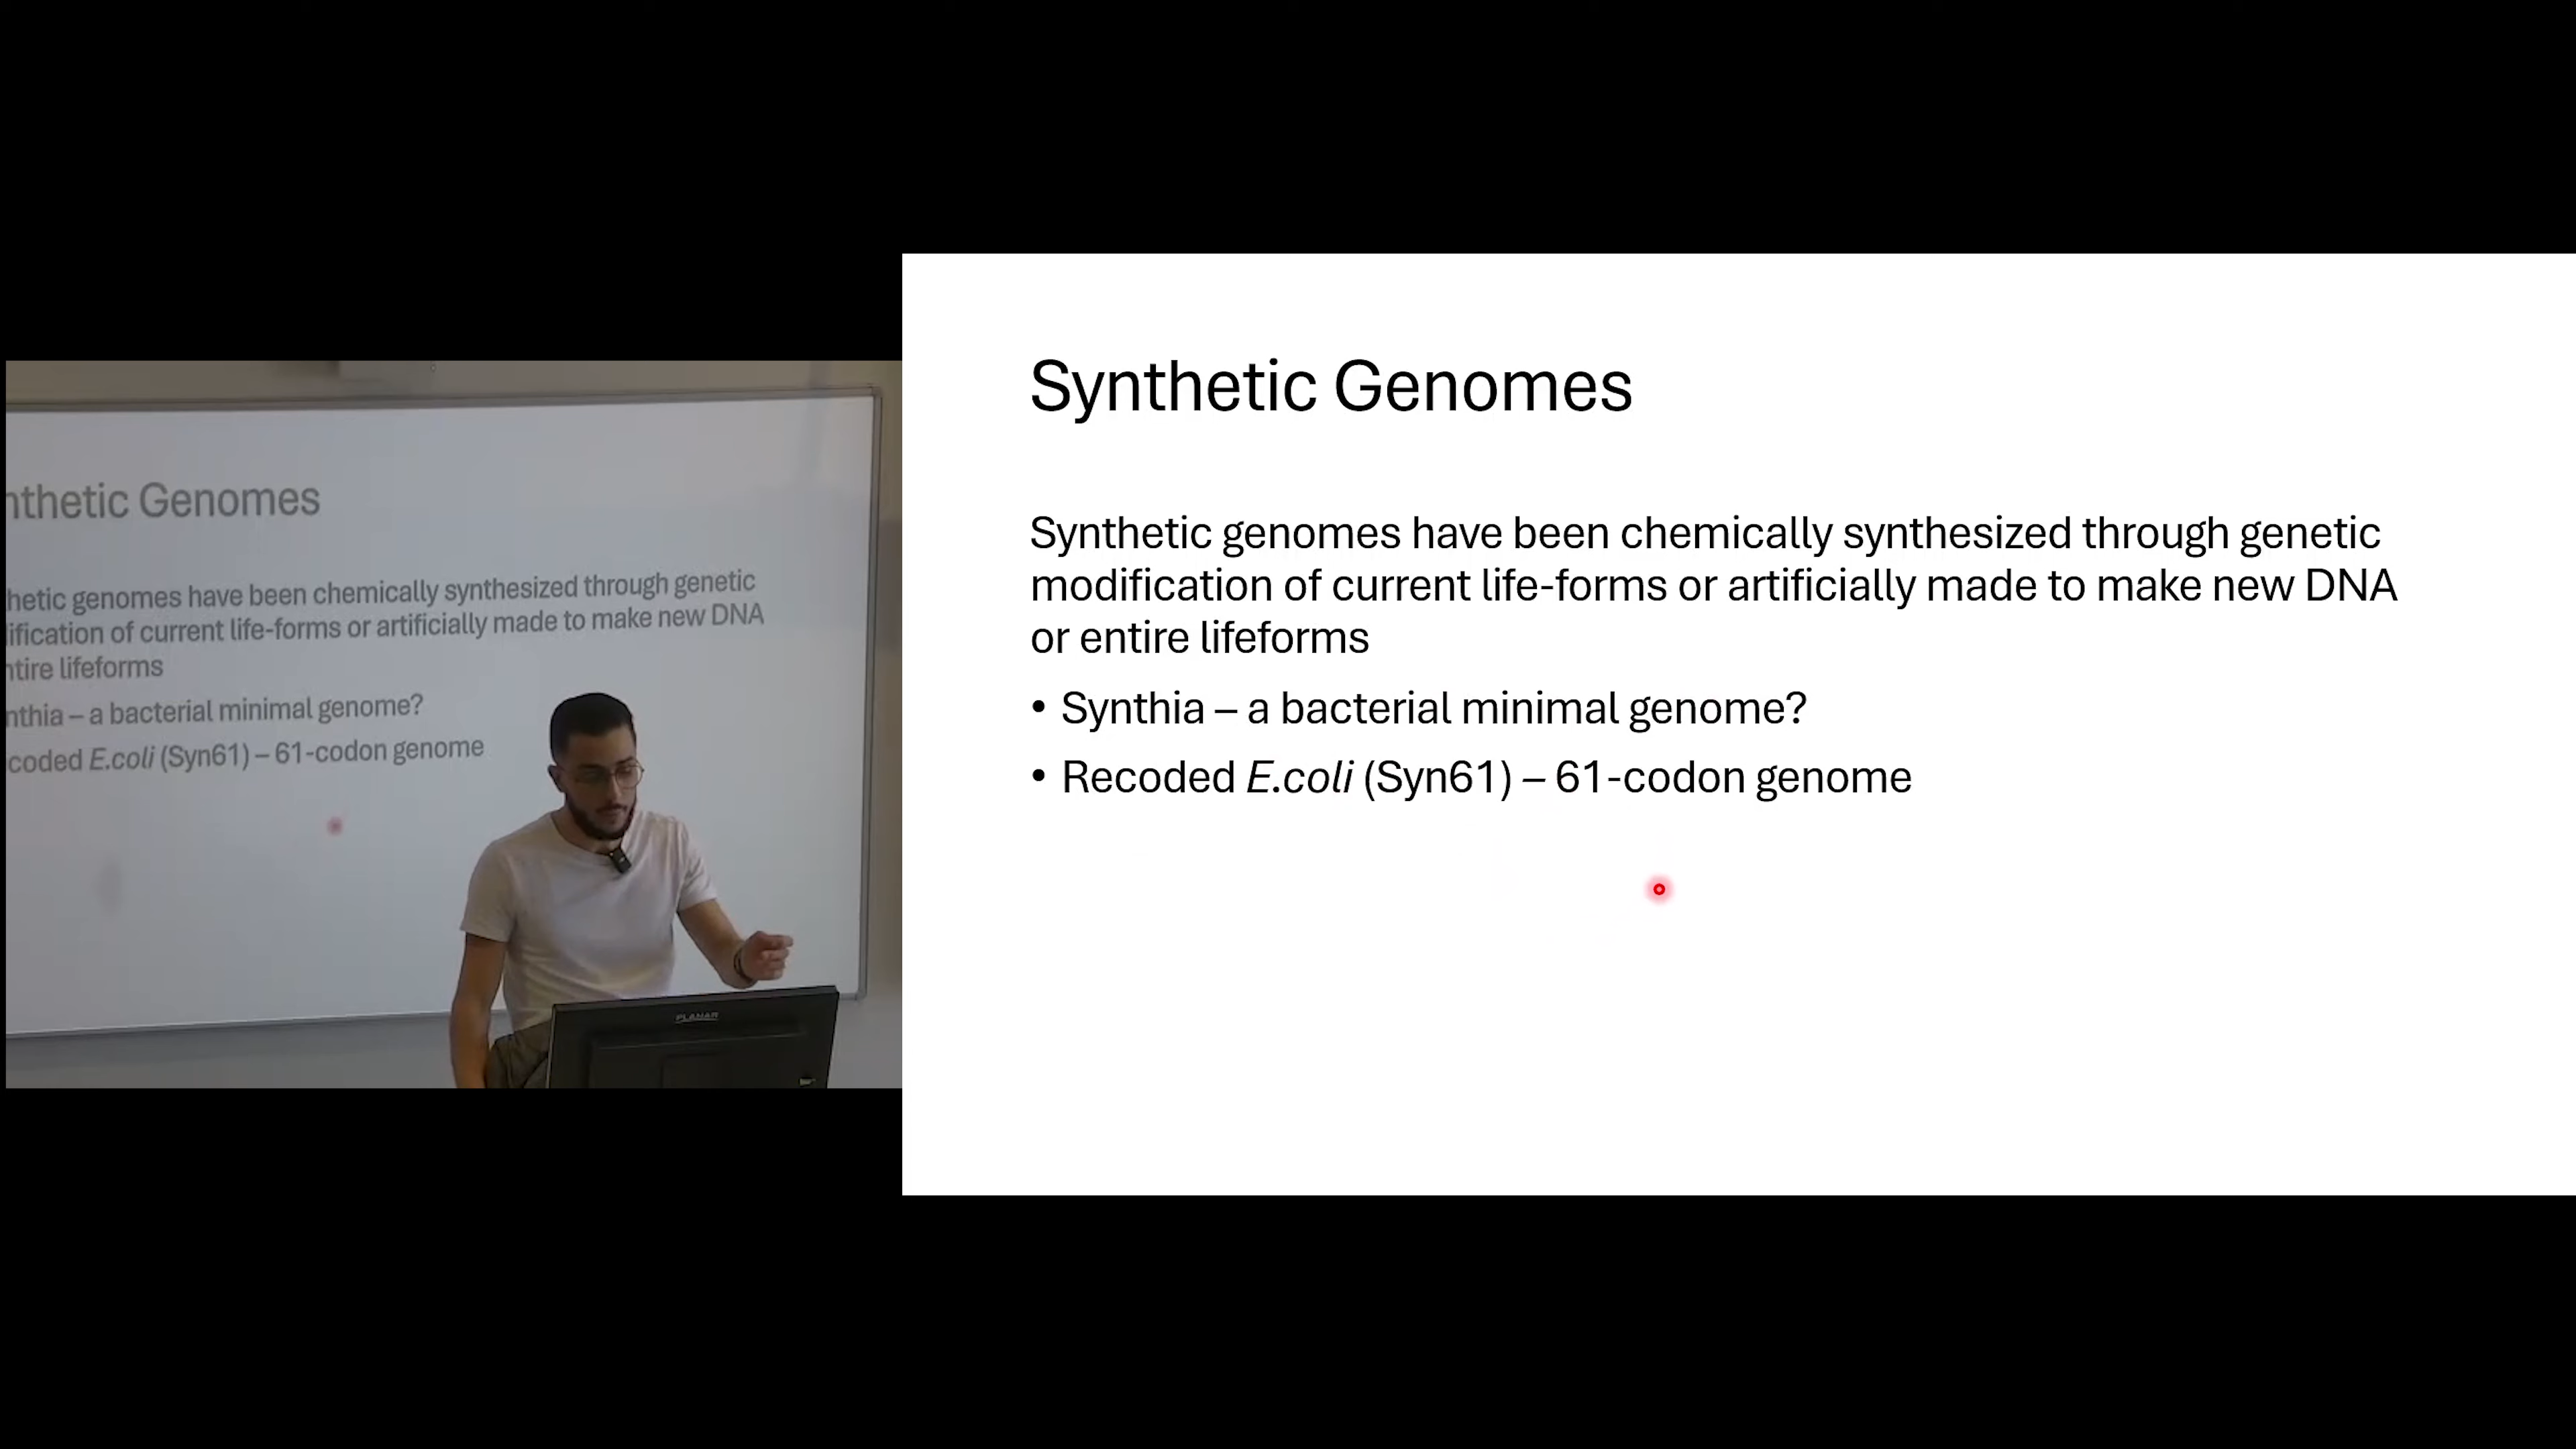 nthetic Genomes
hetic genomes have been chemically synthesized through genetic
ification of current life-forms or artificially made to make new DNA
ntire lifeforms
nthia – a bacterial minimal genome?
coded E.coli (Syn61) – 61-codon genome
PLANAR
Synthetic Genomes
Synthetic genomes have been chemically synthesized through genetic
modification of current life-forms or artificially made to make new DNA
or entire lifeforms
• Synthia – a bacterial minimal genome?
• Recoded E.coli (Syn61) – 61-codon genome